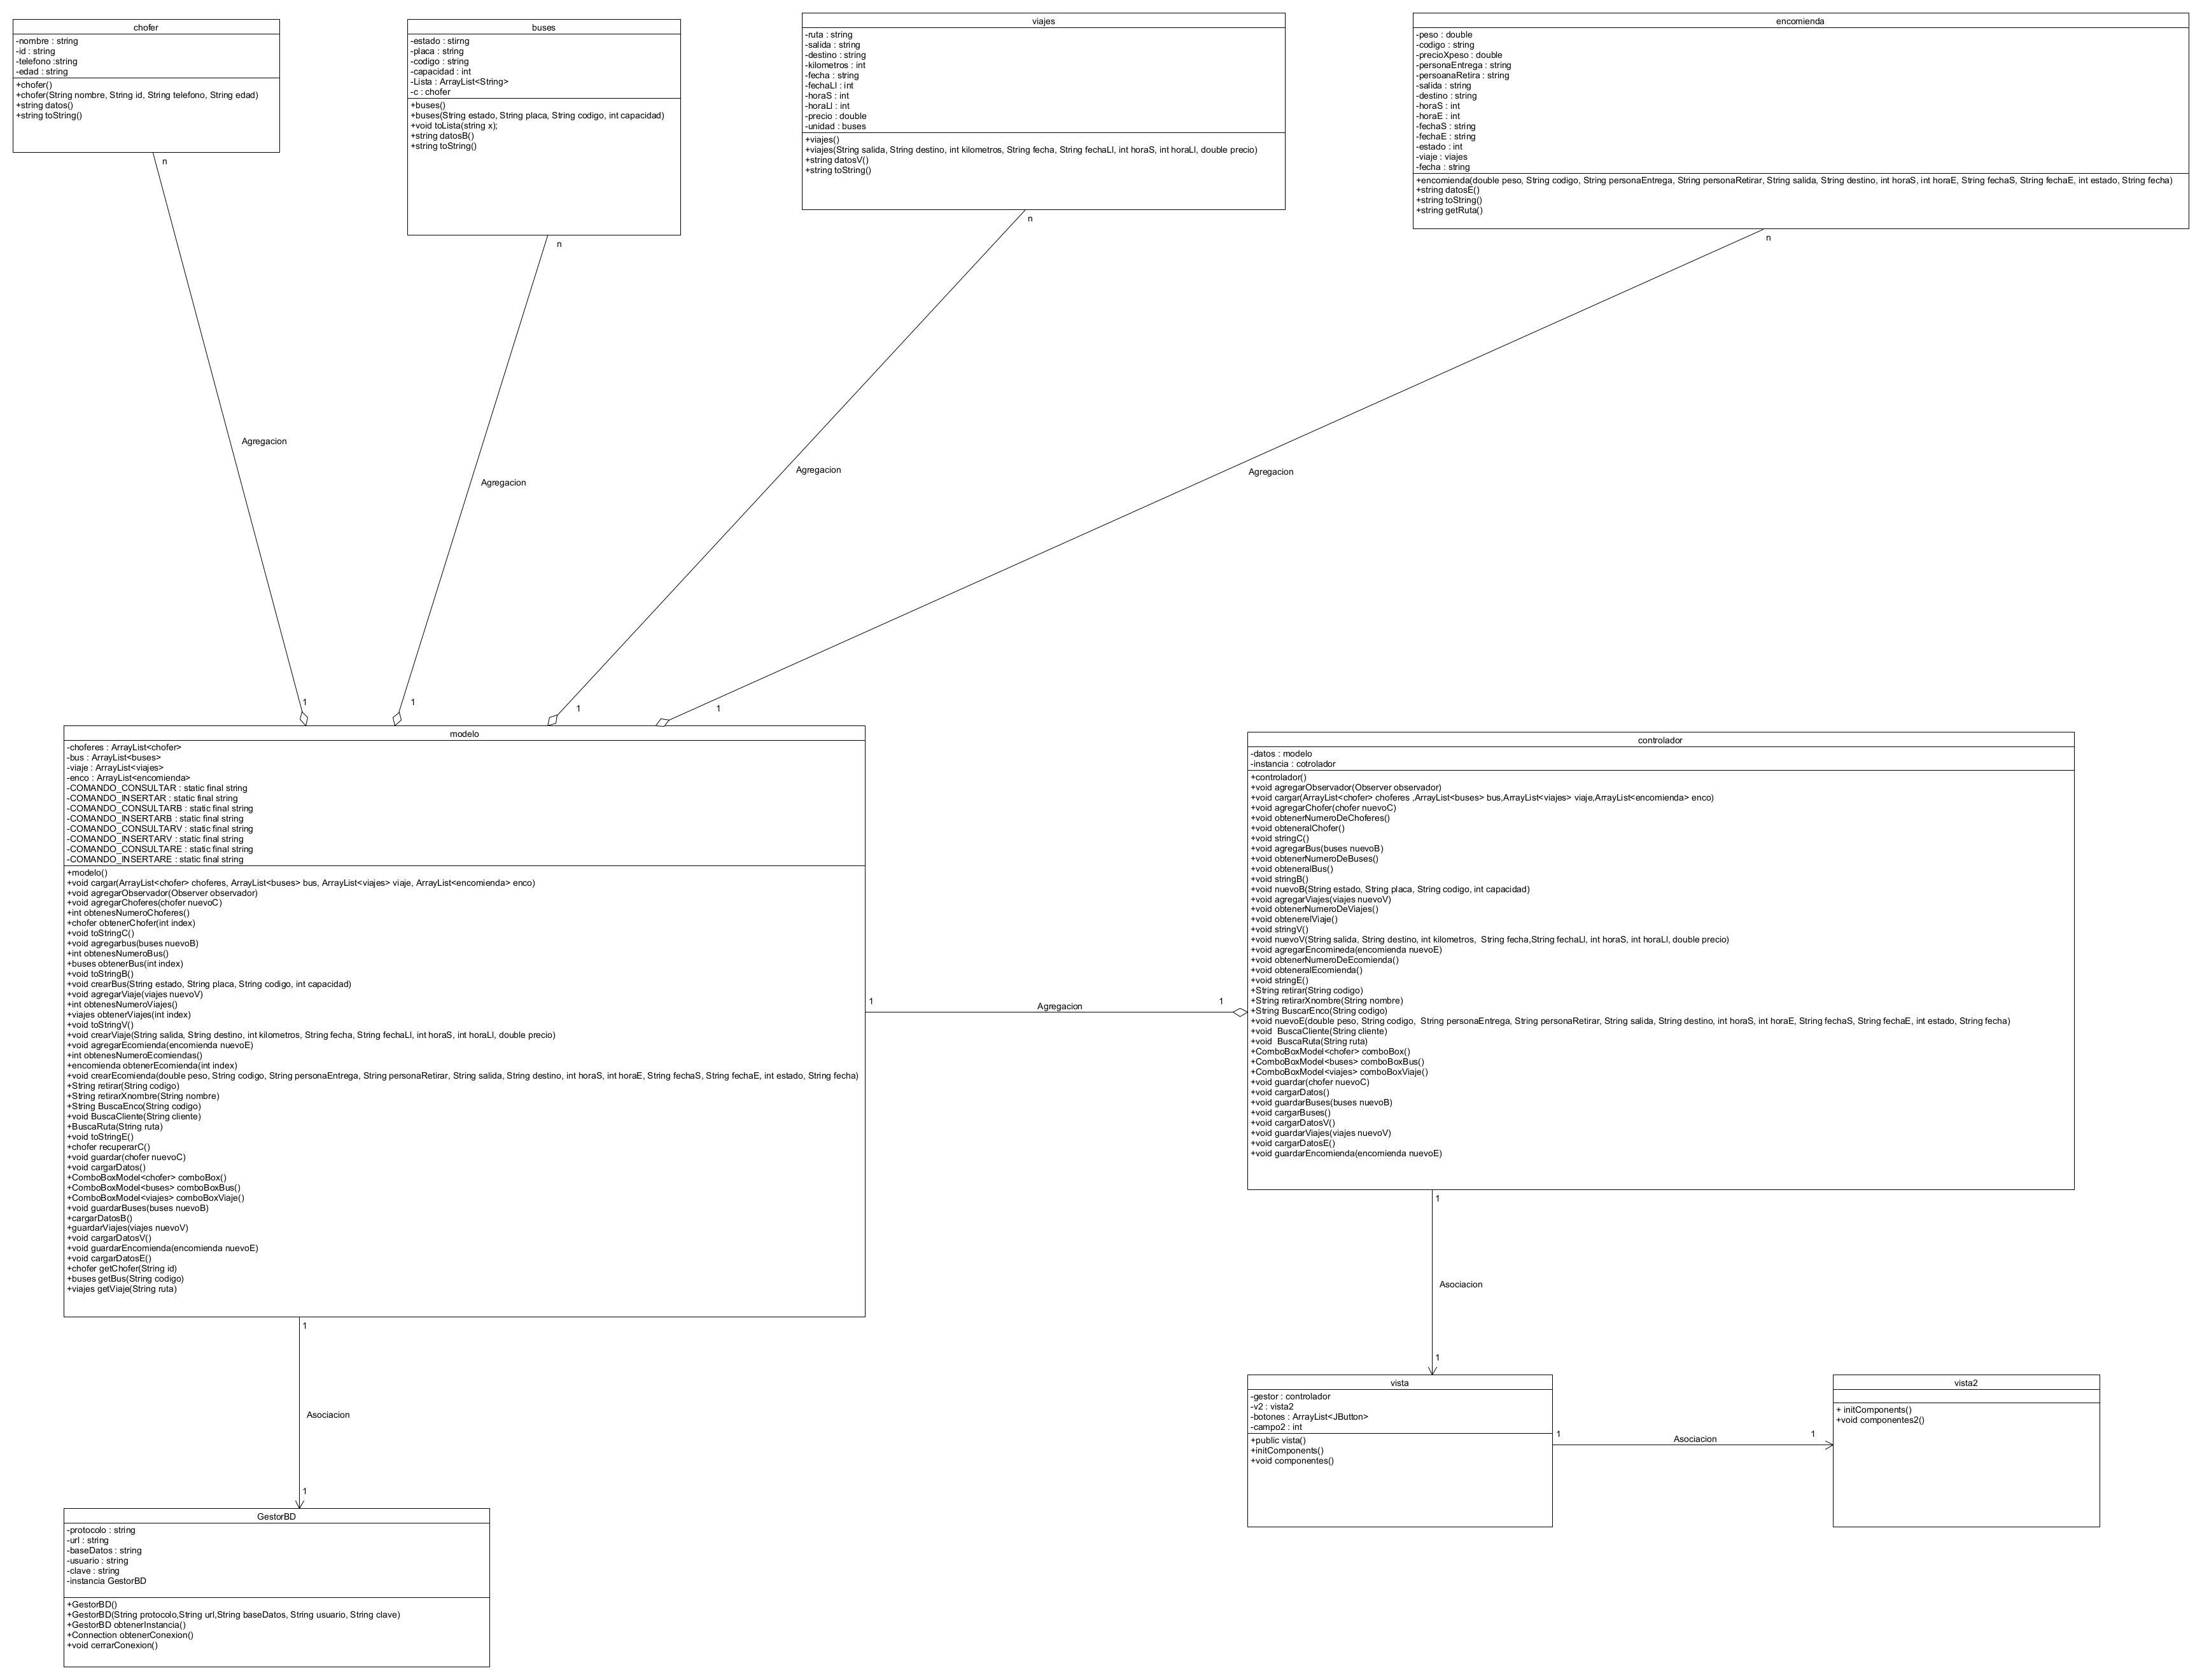 chofer
-nombre : string
-id : string
-telefono :string
-edad : string
+chofer()
+chofer(String nombre, String id, String telefono, String edad)
+string datos()
+string toString()
n
buses
-estado : stirng
-placa : string
-codigo : string
-capacidad : int
-Lista : ArrayList<String>
-c : chofer
+buses()
+buses(String estado, String placa, String codigo, int capacidad)
+void toLista(string x);
+string datosB()
+string toString()
n
viajes
-ruta : string
-salida : string
-destino : string
-kilometros : int
-fecha : string
-fechaLl : int
-horaS : int
-horaLl : int
-precio : double
-unidad : buses
+viajes()
+viajes(String salida, String destino, int kilometros, String fecha, String fechaLl, int horaS, int horaLl, double precio)
+string datosV()
+string toString()
n
encomienda
-peso : double
-codigo : string
-precioXpeso : double
-personaEntrega : string
-persoanaRetira : string
-salida : string
-destino : string
-horaS : int
-horaE : int
-fechaS : string
-fechaE : string
-estado : int
-viaje : viajes
-fecha : string
+encomienda(double peso, String codigo, String personaEntrega, String personaRetirar, String salida, String destino, int horaS, int horaE, String fechaS, String fechaE, int estado, String fecha)
+string datosE()
+string toString()
+string getRuta()
n
Agregacion
Agregacion
Agregacion
Agregacion
1
1
1
1
modelo
-choferes : ArrayList<chofer>
-bus : ArrayList<buses>
-viaje : ArrayList<viajes>
-enco : ArrayList<encomienda>
-COMANDO_CONSULTAR : static final string
-COMANDO_INSERTAR : static final string
-COMANDO_CONSULTARB : static final string
-COMANDO_INSERTARB : static final string
-COMANDO_CONSULTARV : static final string
-COMANDO_INSERTARV : static final string
-COMANDO_CONSULTARE : static final string
-COMANDO_INSERTARE : static final string
+modelo()
+void cargar(ArrayList<chofer> choferes, ArrayList<buses> bus, ArrayList<viajes> viaje, ArrayList<encomienda> enco)
+void agregarObservador(Observer observador)
+void agregarChoferes(chofer nuevoC)
+int obtenesNumeroChoferes()
+chofer obtenerChofer(int index)
+void toStringC()
+void agregarbus(buses nuevoB)
+int obtenesNumeroBus()
+buses obtenerBus(int index)
+void toStringB()
+void crearBus(String estado, String placa, String codigo, int capacidad)
+void agregarViaje(viajes nuevoV)
+int obtenesNumeroViajes()
+viajes obtenerViajes(int index)
+void toStringV()
+void crearViaje(String salida, String destino, int kilometros, String fecha, String fechaLl, int horaS, int horaLl, double precio)
+void agregarEcomienda(encomienda nuevoE)
+int obtenesNumeroEcomiendas()
+encomienda obtenerEcomienda(int index)
+void crearEcomienda(double peso, String codigo, String personaEntrega, String personaRetirar, String salida, String destino, int horaS, int horaE, String fechaS, String fechaE, int estado, String fecha)
+String retirar(String codigo)
+String retirarXnombre(String nombre)
+String BuscaEnco(String codigo)
+void BuscaCliente(String cliente)
+BuscaRuta(String ruta)
+void toStringE()
+chofer recuperarC()
+void guardar(chofer nuevoC)
+void cargarDatos()
+ComboBoxModel<chofer> comboBox()
+ComboBoxModel<buses> comboBoxBus()
+ComboBoxModel<viajes> comboBoxViaje()
+void guardarBuses(buses nuevoB)
+cargarDatosB()
+guardarViajes(viajes nuevoV)
+void cargarDatosV()
+void guardarEncomienda(encomienda nuevoE)
+void cargarDatosE()
+chofer getChofer(String id)
+buses getBus(String codigo)
+viajes getViaje(String ruta)
1
Agregacion
1
controlador
-datos : modelo
-instancia : cotrolador
+controlador()
+void agregarObservador(Observer observador)
+void cargar(ArrayList<chofer> choferes ,ArrayList<buses> bus,ArrayList<viajes> viaje,ArrayList<encomienda> enco)
+void agregarChofer(chofer nuevoC)
+void obtenerNumeroDeChoferes()
+void obteneralChofer()
+void stringC()
+void agregarBus(buses nuevoB)
+void obtenerNumeroDeBuses()
+void obteneralBus()
+void stringB()
+void nuevoB(String estado, String placa, String codigo, int capacidad)
+void agregarViajes(viajes nuevoV)
+void obtenerNumeroDeViajes()
+void obtenerelViaje()
+void stringV()
+void nuevoV(String salida, String destino, int kilometros,  String fecha,String fechaLl, int horaS, int horaLl, double precio)
+void agregarEncomineda(encomienda nuevoE)
+void obtenerNumeroDeEcomienda()
+void obteneralEcomienda()
+void stringE()
+String retirar(String codigo)
+String retirarXnombre(String nombre)
+String BuscarEnco(String codigo)
+void nuevoE(double peso, String codigo,  String personaEntrega, String personaRetirar, String salida, String destino, int horaS, int horaE, String fechaS, String fechaE, int estado, String fecha)
+void  BuscaCliente(String cliente)
+void  BuscaRuta(String ruta)
+ComboBoxModel<chofer> comboBox()
+ComboBoxModel<buses> comboBoxBus()
+ComboBoxModel<viajes> comboBoxViaje()
+void guardar(chofer nuevoC)
+void cargarDatos()
+void guardarBuses(buses nuevoB)
+void cargarBuses()
+void cargarDatosV()
+void guardarViajes(viajes nuevoV)
+void cargarDatosE()
+void guardarEncomienda(encomienda nuevoE)
1
Asociacion
1
1
Asociacion
1
vista
-gestor : controlador
-v2 : vista2
-botones : ArrayList<JButton>
-campo2 : int
+public vista()
+initComponents()
+void componentes()
1
Asociacion
1
vista2
+ initComponents()
+void componentes2()
GestorBD
-protocolo : string
-url : string
-baseDatos : string
-usuario : string
-clave : string
-instancia GestorBD
+GestorBD()
+GestorBD(String protocolo,String url,String baseDatos, String usuario, String clave)
+GestorBD obtenerInstancia()
+Connection obtenerConexion()
+void cerrarConexion()